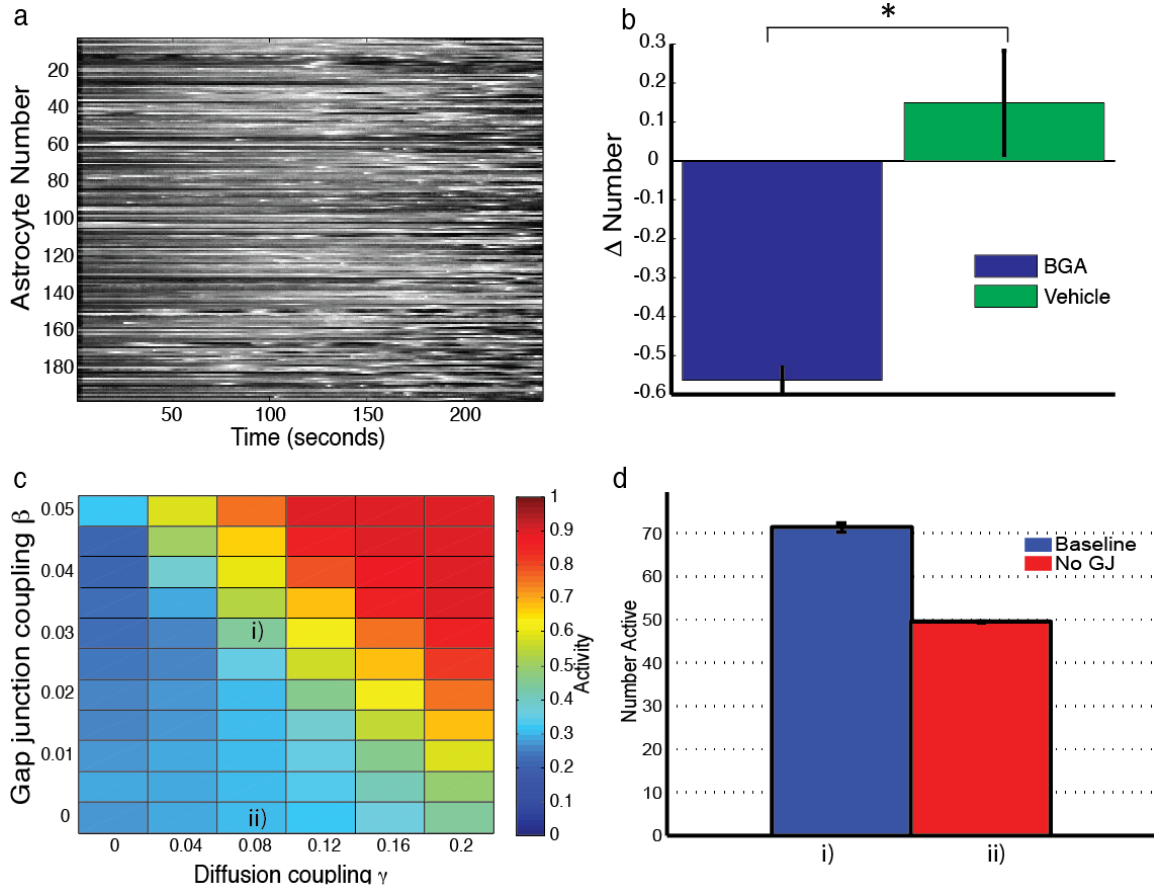 a
Astrocyte Number
20
40
60
80
100
120
140
160
180
50
100
150
200
Time (seconds)
b
*
Δ Number
0.3
0.2
0.1
0
-0.1
-0.2
-0.3
-0.4
-0.5
-0.6
BGA
Vehicle
c
Gap junction coupling β
0.05
0.04
0.03
0.02
0.01
0
i)
ii)
0
0.04
0.08
0.12
0.16
0.2
Diffusion coupling γ
1
0.9
0.8
0.7
0.6
0.5
0.4
0.3
0.2
0.1
0
Activity
d
Number Active
70
60
50
40
30
20
10
0
Baseline
No GJ
i)
ii)